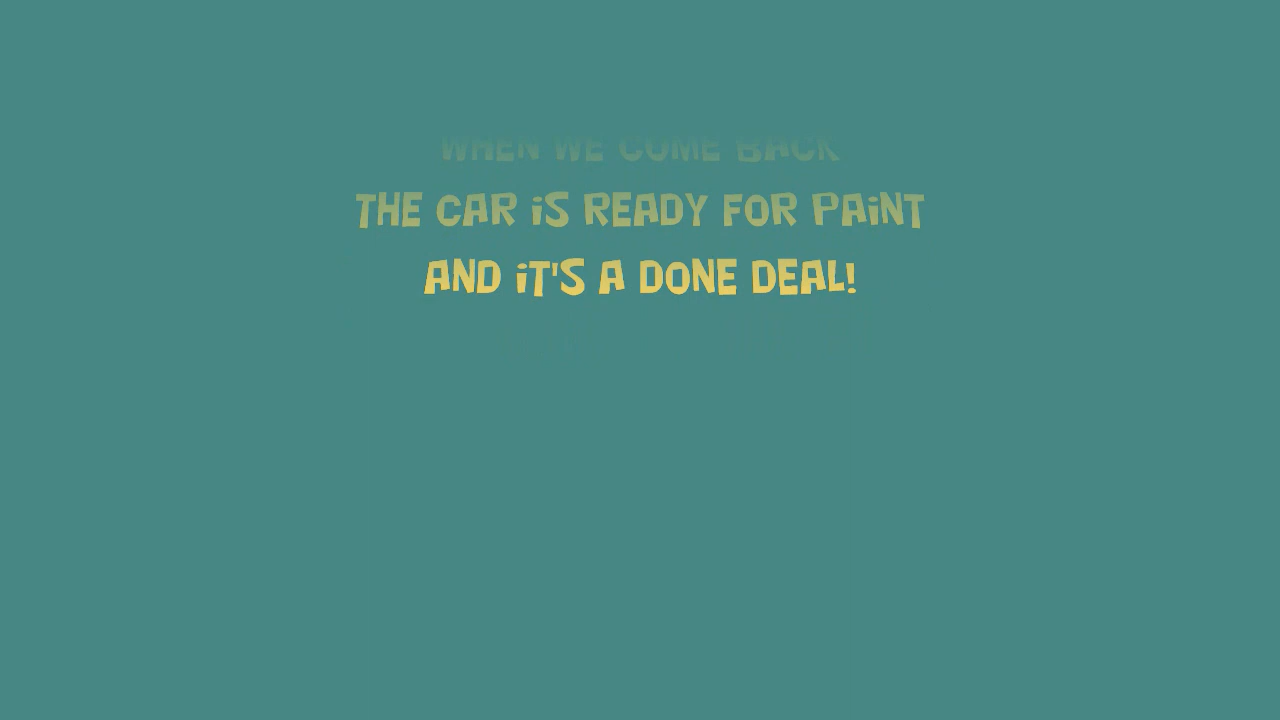 WHEN WE COME BACK
THE CAR iS READY FOR PAiNT
AND iT'S A DONE DEAL!